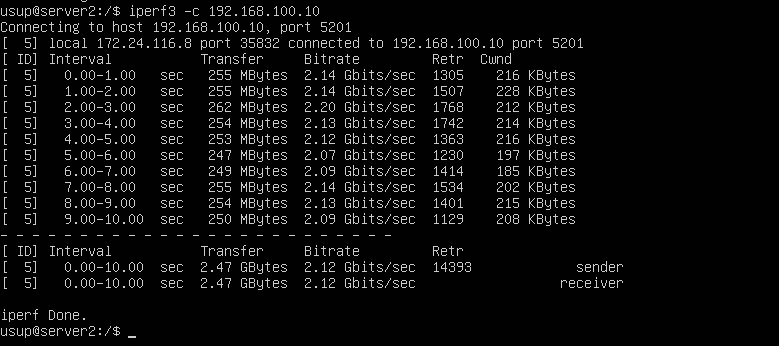 usup@server2:/$ iperf3 -c 192.168.100.10
Connecting to host 192.168.100.10, port 5201
[  5] local 172.24.116.8 port 35832 connected to 192.168.100.10 port 5201
[ ID] Interval           Transfer     Bitrate         Retr  Cwnd
[  5]   0.00-1.00   sec   255 MBytes  2.14 Gbits/sec  1305    216 KBytes
[  5]   1.00-2.00   sec   255 MBytes  2.14 Gbits/sec  1507    228 KBytes
[  5]   2.00-3.00   sec   262 MBytes  2.20 Gbits/sec  1768    212 KBytes
[  5]   3.00-4.00   sec   254 MBytes  2.13 Gbits/sec  1742    214 KBytes
[  5]   4.00-5.00   sec   253 MBytes  2.12 Gbits/sec  1363    216 KBytes
[  5]   5.00-6.00   sec   247 MBytes  2.07 Gbits/sec  1230    197 KBytes
[  5]   6.00-7.00   sec   249 MBytes  2.09 Gbits/sec  1414    185 KBytes
[  5]   7.00-8.00   sec   255 MBytes  2.14 Gbits/sec  1534    202 KBytes
[  5]   8.00-9.00   sec   254 MBytes  2.13 Gbits/sec  1401    215 KBytes
[  5]   9.00-10.00  sec   250 MBytes  2.09 Gbits/sec  1129    208 KBytes
- - - - - - - - - - - - - - - - - - - - - - - - -
[ ID] Interval           Transfer     Bitrate         Retr
[  5]   0.00-10.00  sec  2.47 GBytes  2.12 Gbits/sec  14393             sender
[  5]   0.00-10.00  sec  2.47 GBytes  2.12 Gbits/sec                  receiver

iperf Done.
usup@server2:/$ _